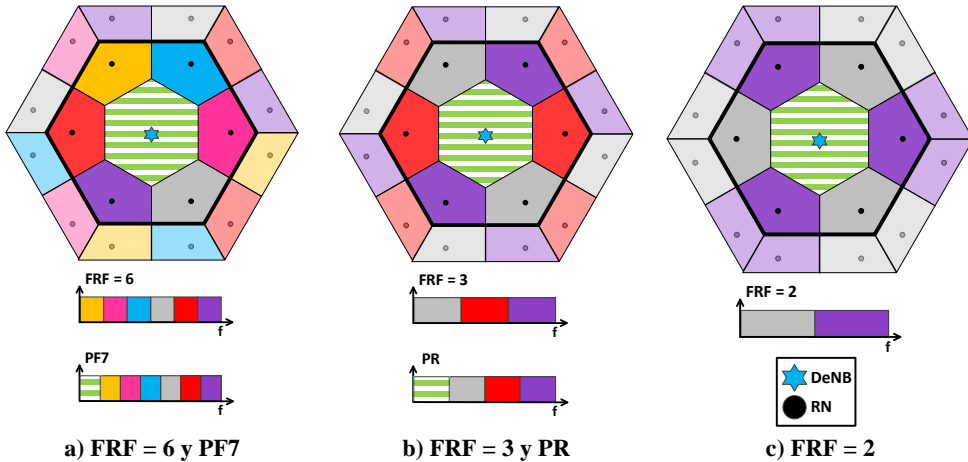 FRF = 6
f
PF7
f
a) FRF = 6 y PF7
FRF = 3
f
PR
f
b) FRF = 3 y PR
FRF = 2
f
DeNB
RN
c) FRF = 2